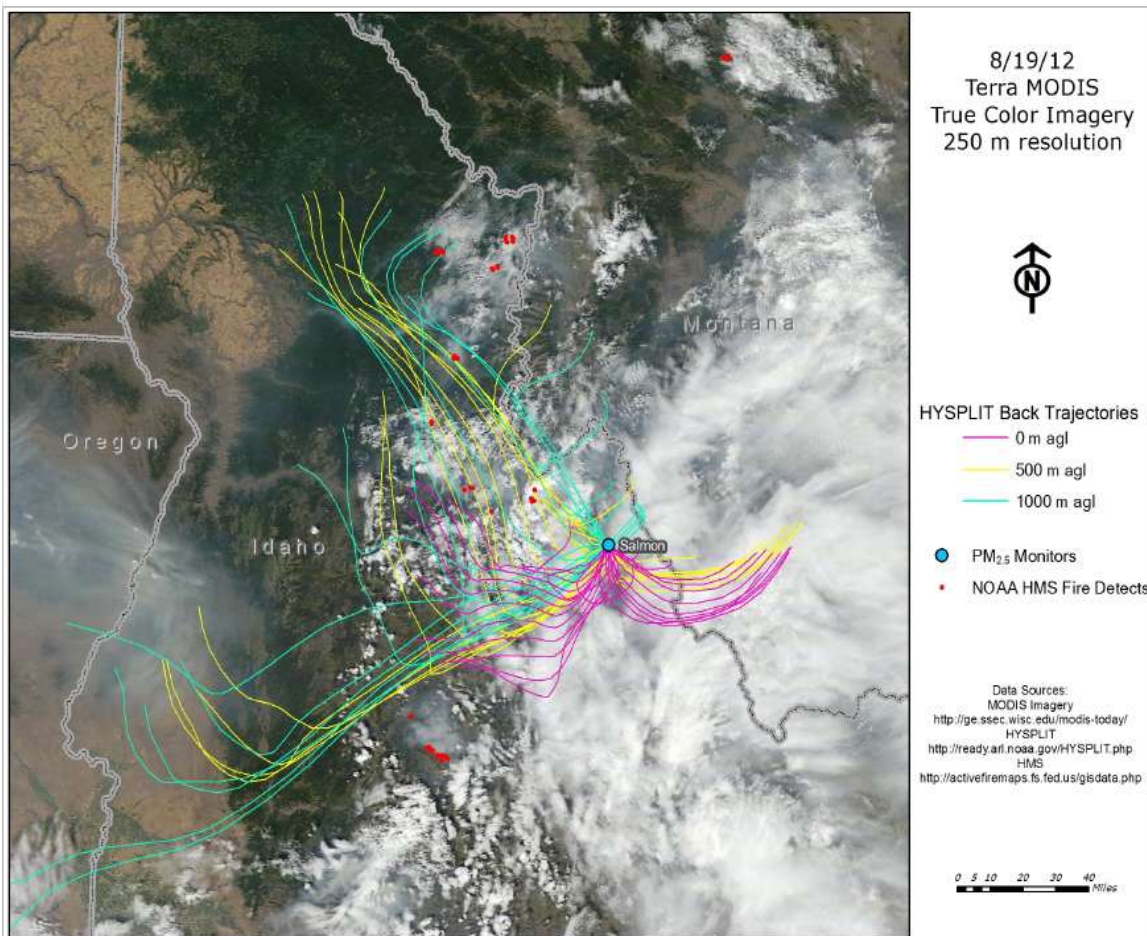 8/19/12
Terra MODIS
True Color Imagery
250 m resolution
N
Montana
Oregon
Idaho
Salmon
HYSPLIT Back Trajectories
0 m agl
500 m agl
1000 m agl
PM2.5 Monitors
NOAA HMS Fire Detects
Data Sources:
MODIS Imagery
http://ge.ssec.wisc.edu/modis-today/
HYSPLIT
http://ready.arl.noaa.gov/HYSPLIT.php
HMS
http://activefiremaps.fs.fed.us/gisdata.php
0 5 10 20 30 40
Miles